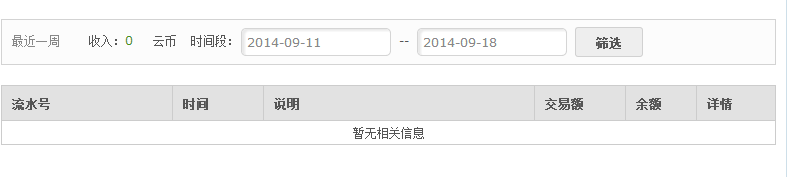 最近一周 收入：0 云币 时间段： 2014-09-11 -- 2014-09-18 筛选
流水号 时间 说明 交易额 余额 详情
暂无相关信息